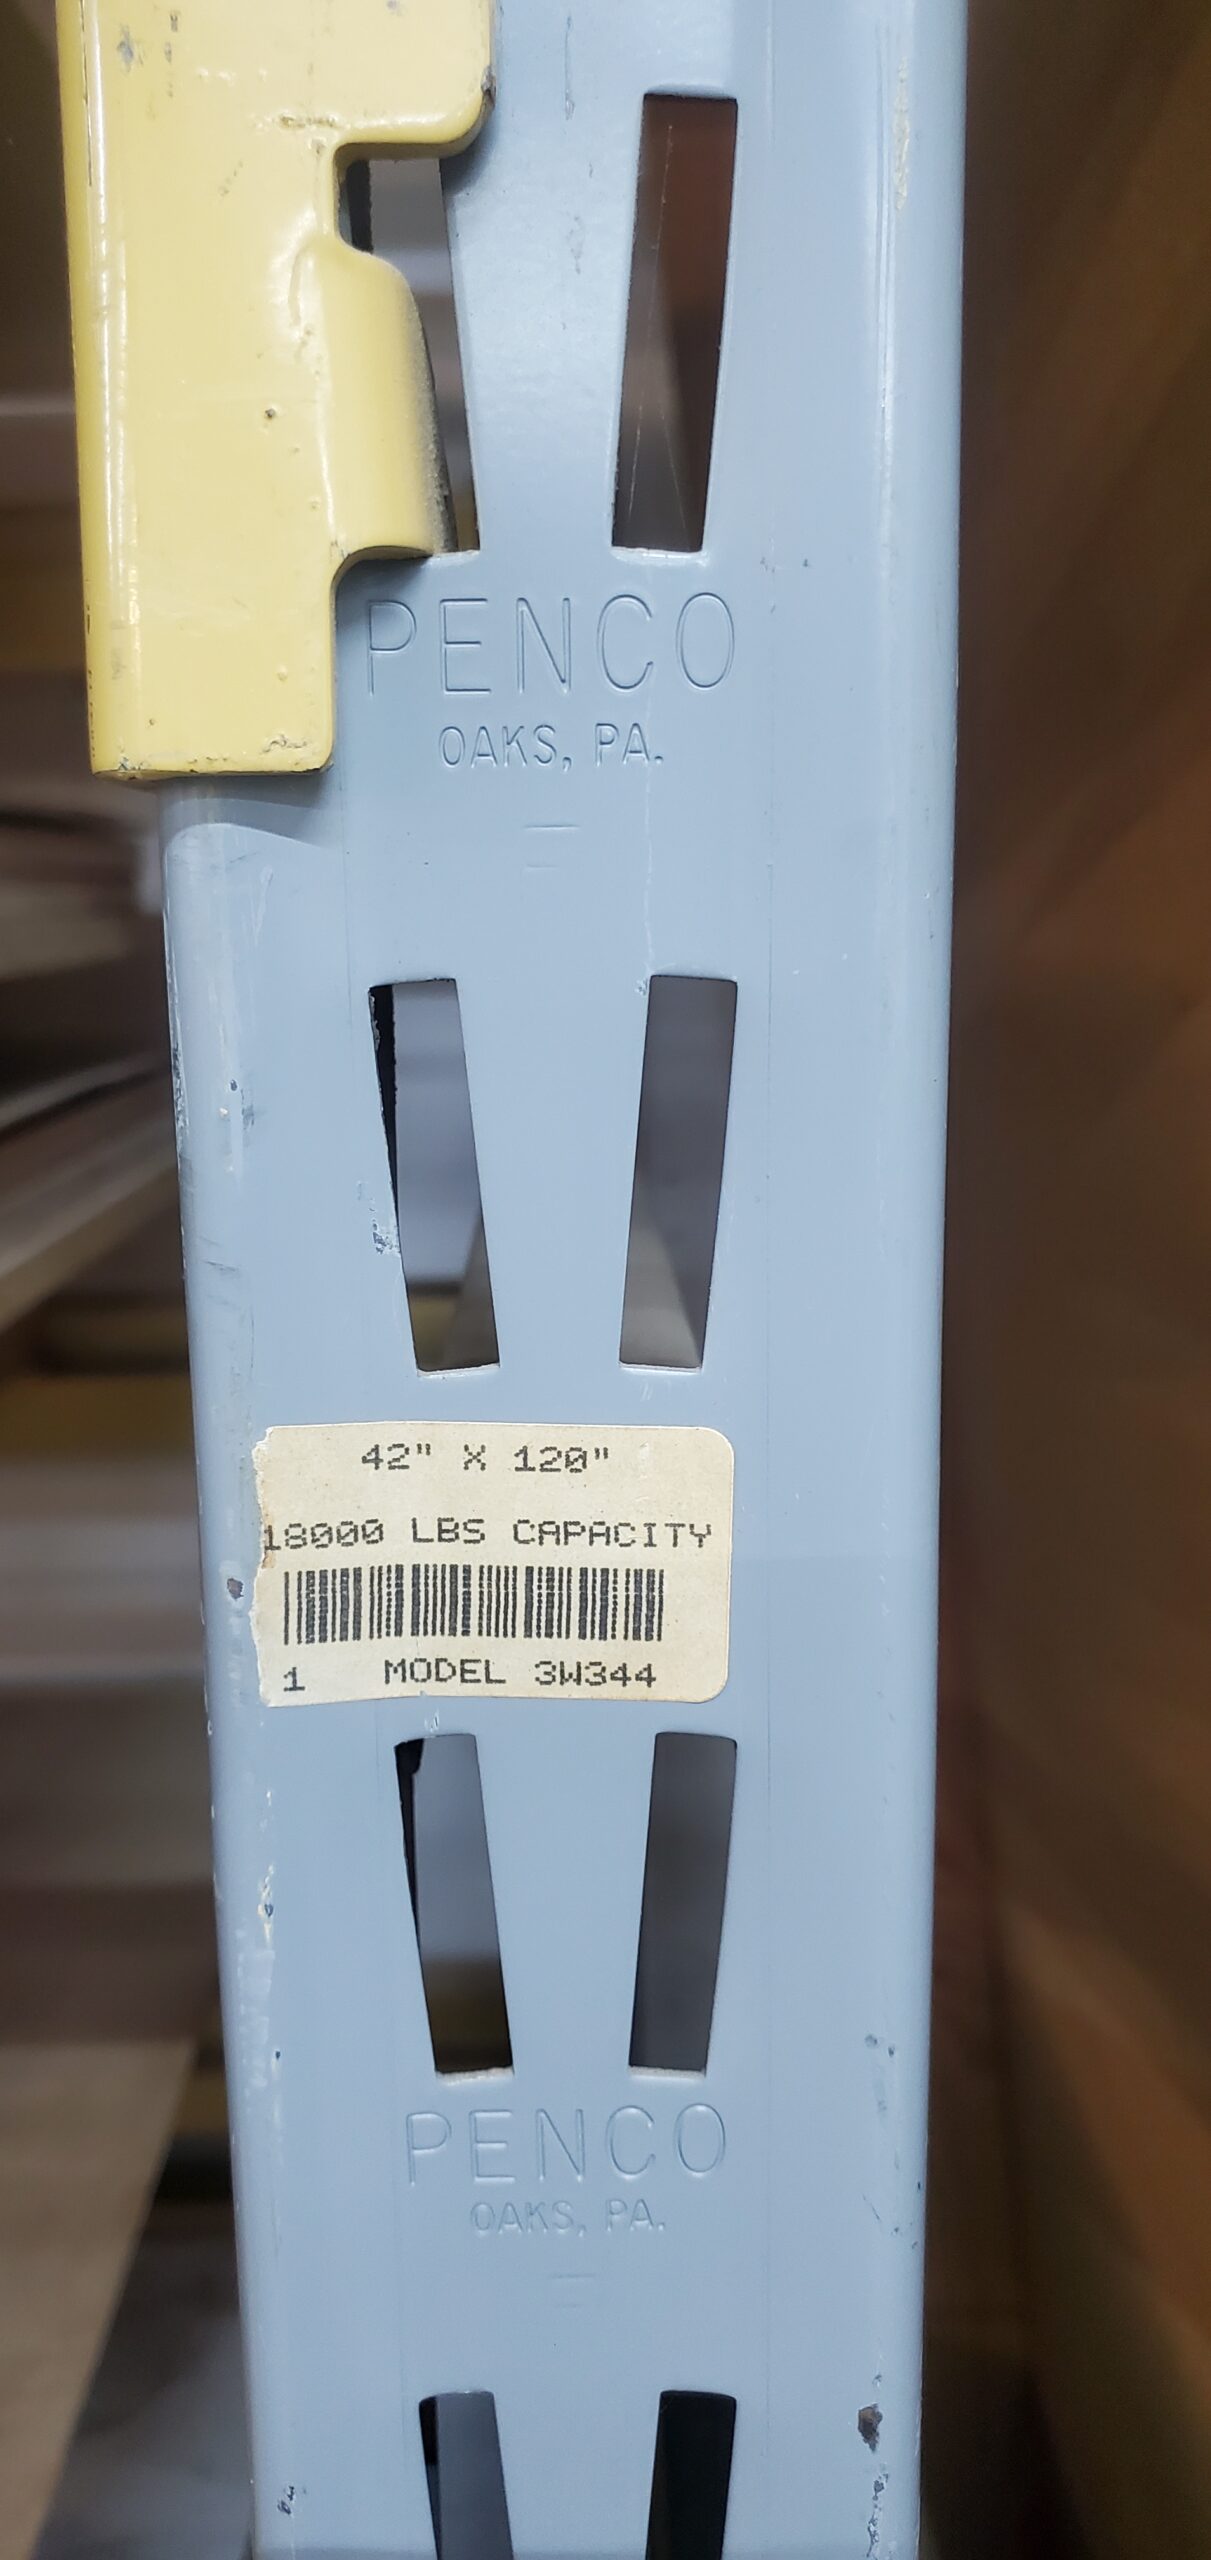 PENCO
OAKS, PA.
42" X 120"
18000 LBS CAPACITY
1 MODEL 3W344
PENCO
OAKS, PA.